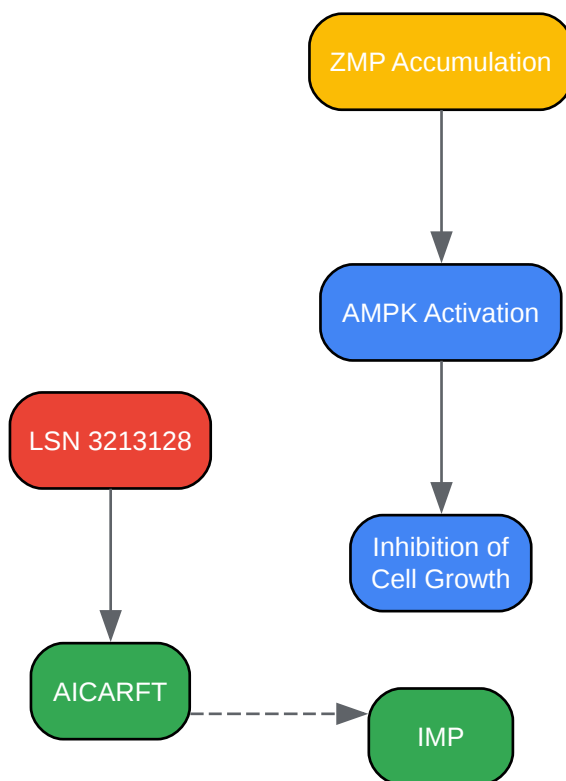 ZMP Accumulation
AMPK Activation
LSN 3213128
Inhibition of
Cell Growth
AICARFT
IMP